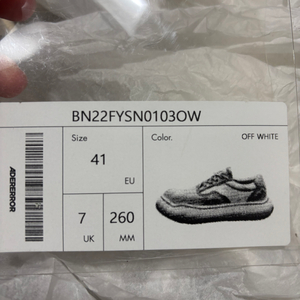 BN22FYSN0103OW
Size
Color.
OFF WHITE
41
EU
7
UK
260
MM
ADERERROR